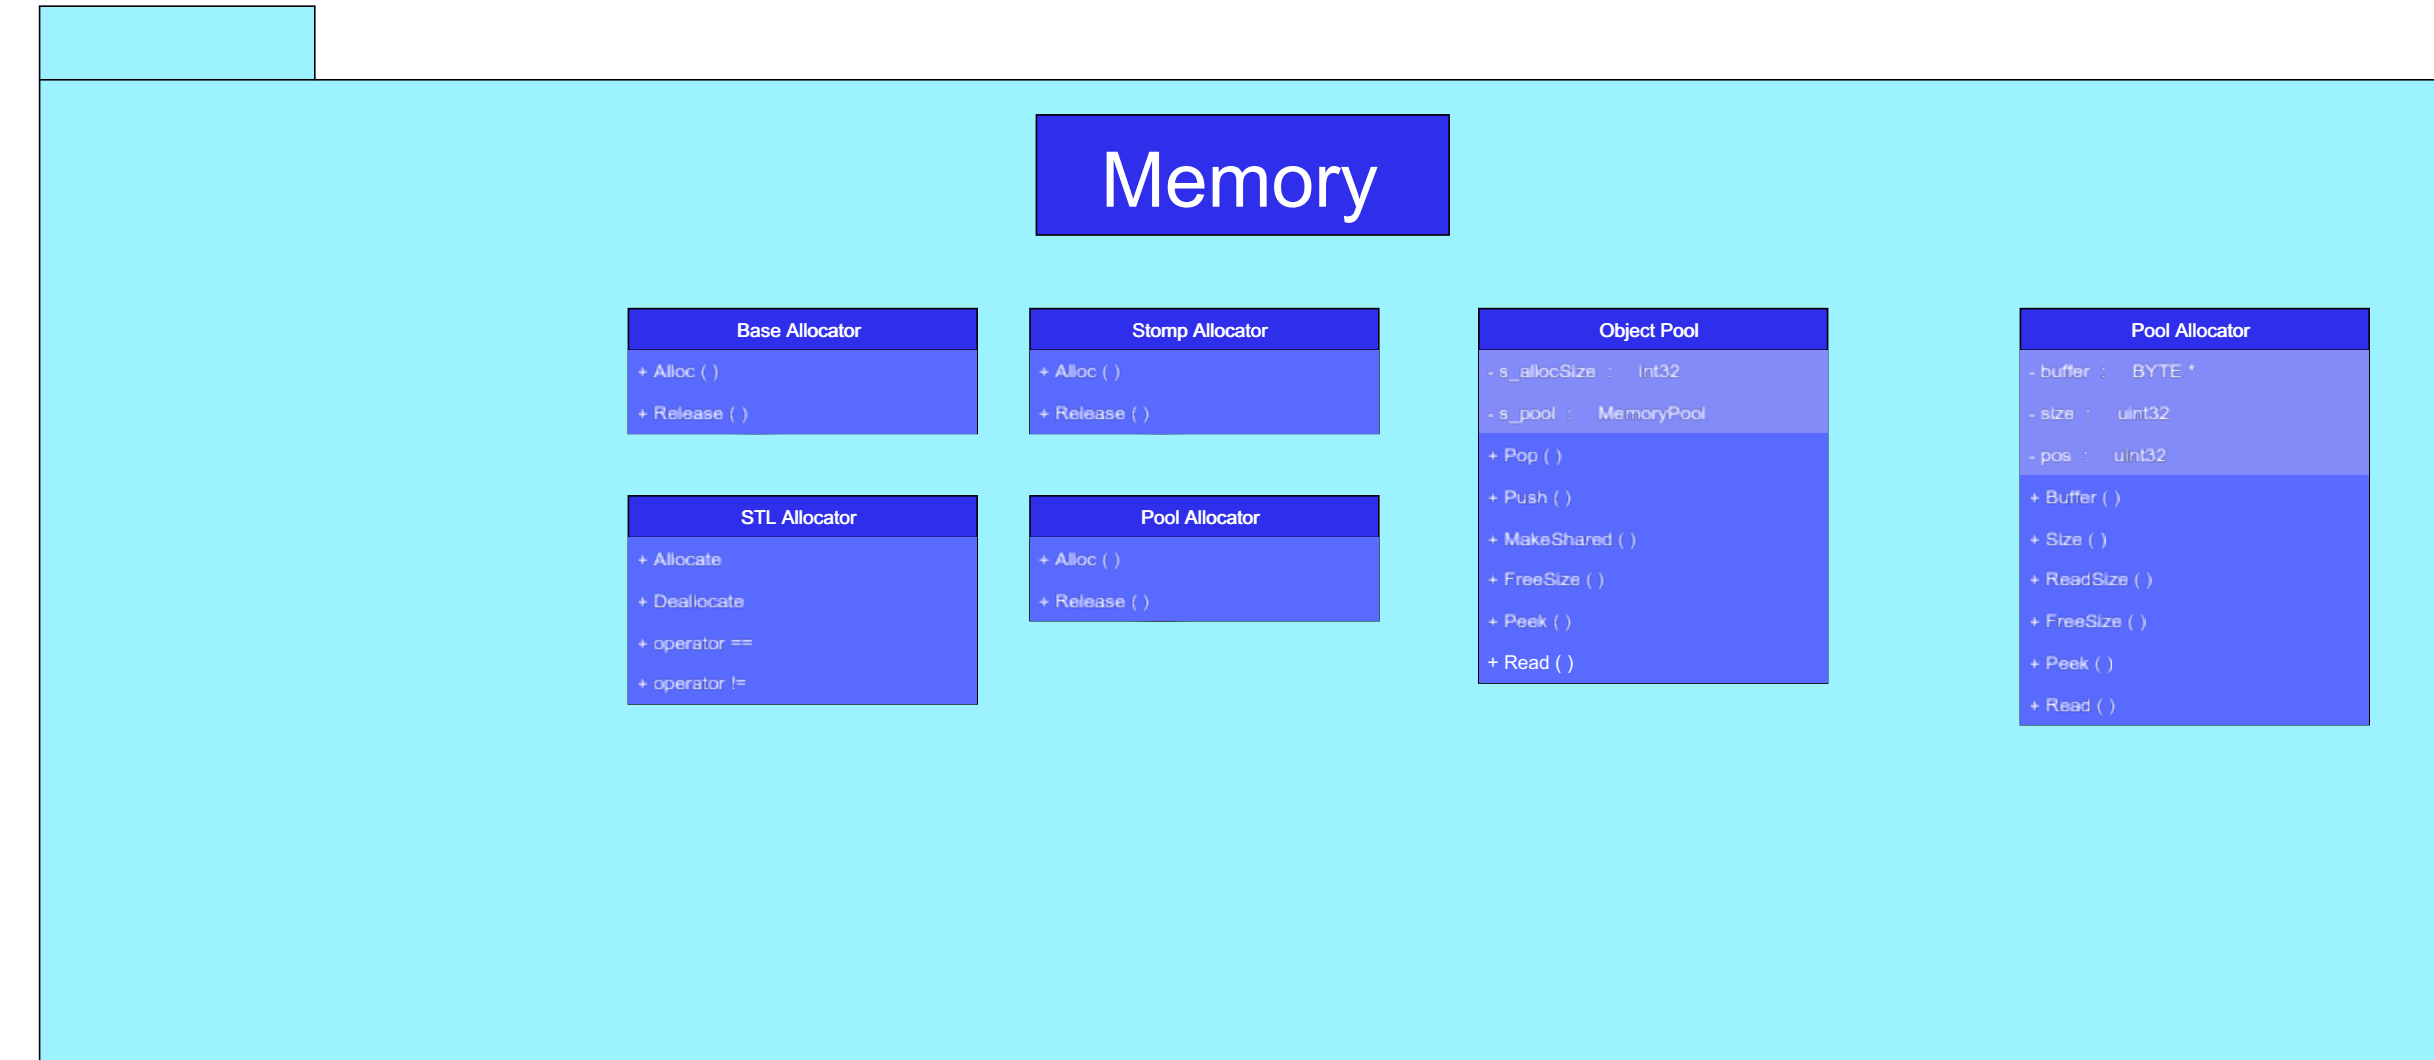 Memory
Base Allocator
+ Alloc ( )
+ Release ( )
Stomp Allocator
+ Alloc ( )
+ Release ( )
STL Allocator
+ Allocate
+ Deallocate
+ operator ==
+ operator !=
Pool Allocator
+ Alloc ( )
+ Release ( )
Object Pool
- s_allocSize : int32
- s_pool : MemoryPool
+ Pop ( )
+ Push ( )
+ MakeShared ( )
+ FreeSize ( )
+ Peek ( )
+ Read ( )
Pool Allocator
- buffer : BYTE *
- size : uint32
- pos : uint32
+ Buffer ( )
+ Size ( )
+ ReadSize ( )
+ FreeSize ( )
+ Peek ( )
+ Read ( )